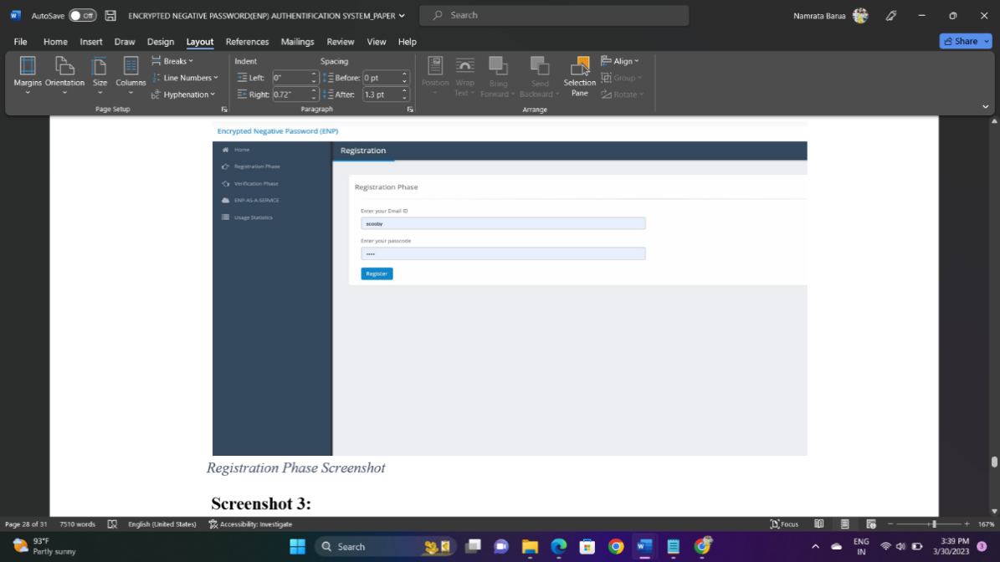 AutoSave Off ENCRYPTED NEGATIVE PASSWORD(ENP) AUTHENTIFICATION SYSTEM_PAPER Search Namrata Barua
File Home Insert Draw Design Layout References Mailings Review View Help Share
Margins Orientation Size Columns
Breaks
Line Numbers
Hyphenation
Page Setup
Indent Spacing
Left: 0" Before: 0 pt
Right: 0.72" After: 1.3 pt
Paragraph
Position Wrap Text Bring Forward Send Backward Selection Pane
Align
Group
Rotate
Arrange
Encrypted Negative Password (ENP)
Home
Registration Phase
Verification Phase
ENP-AS-A SERVICE
Usage Statistics
Registration
Registration Phase
Enter your Email ID
scooby
Enter your passcode
••••
Register
Registration Phase Screenshot
Screenshot 3:
Page 28 of 31 7510 words English (United States) Accessibility: Investigate Focus 167%
93°F
Partly sunny
Search
ENG
IN
3:39 PM
3/30/2023
3